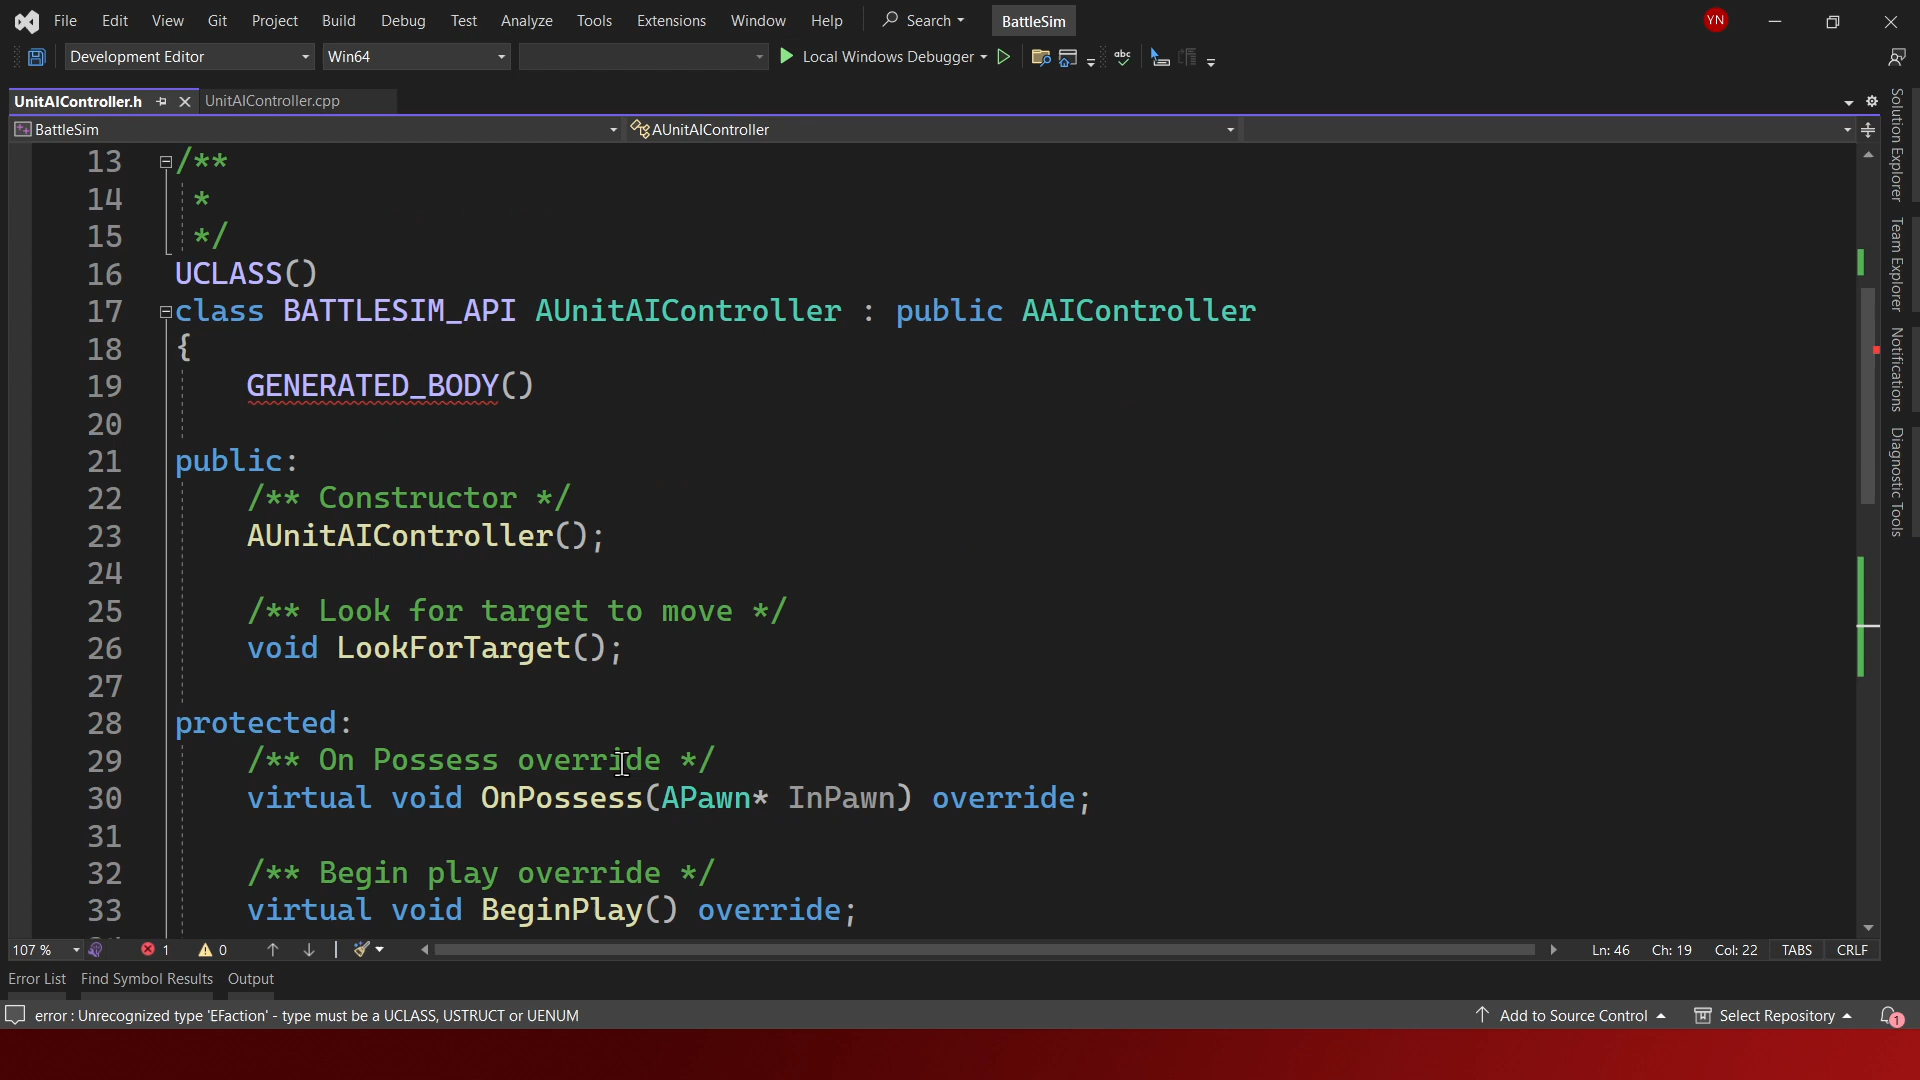 File Edit View Git Project Build Debug Test Analyze Tools Extensions Window Help Search BattleSim YN
Development Editor Win64 Local Windows Debugger abc
UnitAIController.h UnitAIController.cpp
BattleSim AUnitAIController
13 /**
14 *
15 */
16 UCLASS()
17 class BATTLESIM_API AUnitAIController : public AAIController
18 {
19 GENERATED_BODY()
20
21 public:
22 /** Constructor */
23 AUnitAIController();
24
25 /** Look for target to move */
26 void LookForTarget();
27
28 protected:
29 /** On Possess override */
30 virtual void OnPossess(APawn* InPawn) override;
31
32 /** Begin play override */
33 virtual void BeginPlay() override;
Solution Explorer
Team Explorer
Notifications
Diagnostic Tools
107 % 1 0 Ln: 46 Ch: 19 Col: 22 TABS CRLF
Error List Find Symbol Results Output
error : Unrecognized type 'EFaction' - type must be a UCLASS, USTRUCT or UENUM Add to Source Control Select Repository 1